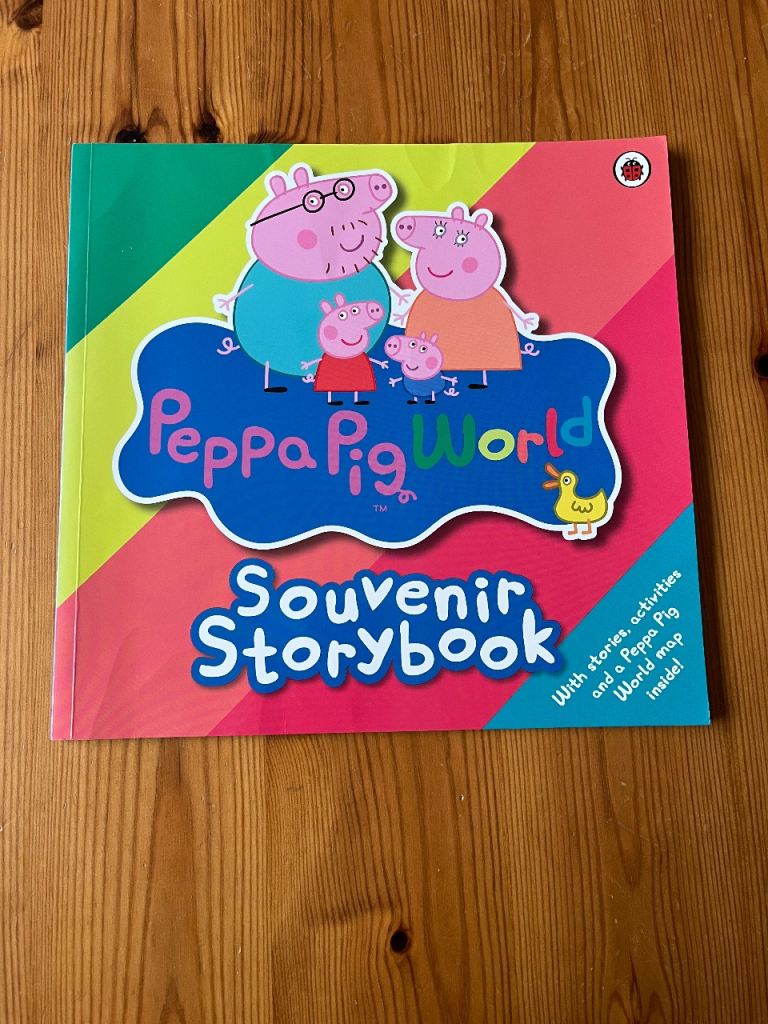 Peppa Pig World
TM
Souvenir
Storybook
With stories, activities
and a Peppa Pig
World map
inside!